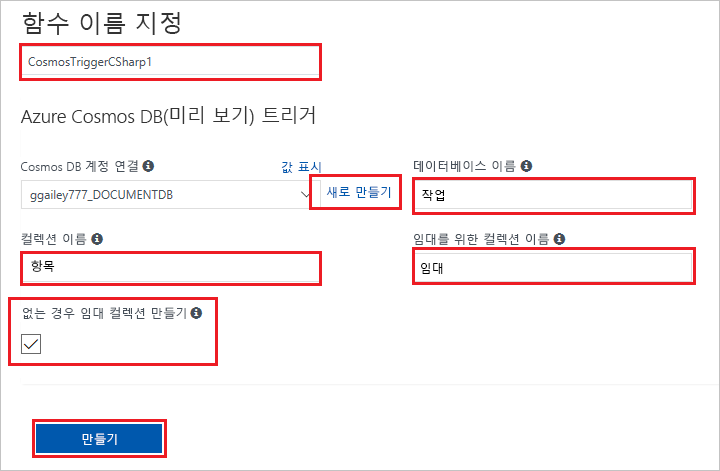 함수 이름 지정
CosmosTriggerCSharp1
Azure Cosmos DB(미리 보기) 트리거
Cosmos DB 계정 연결
값 표시
데이터베이스 이름
ggailey777_DOCUMENTDB
새로 만들기
작업
컬렉션 이름
임대를 위한 컬렉션 이름
항목
임대
없는 경우 임대 컬렉션 만들기
만들기